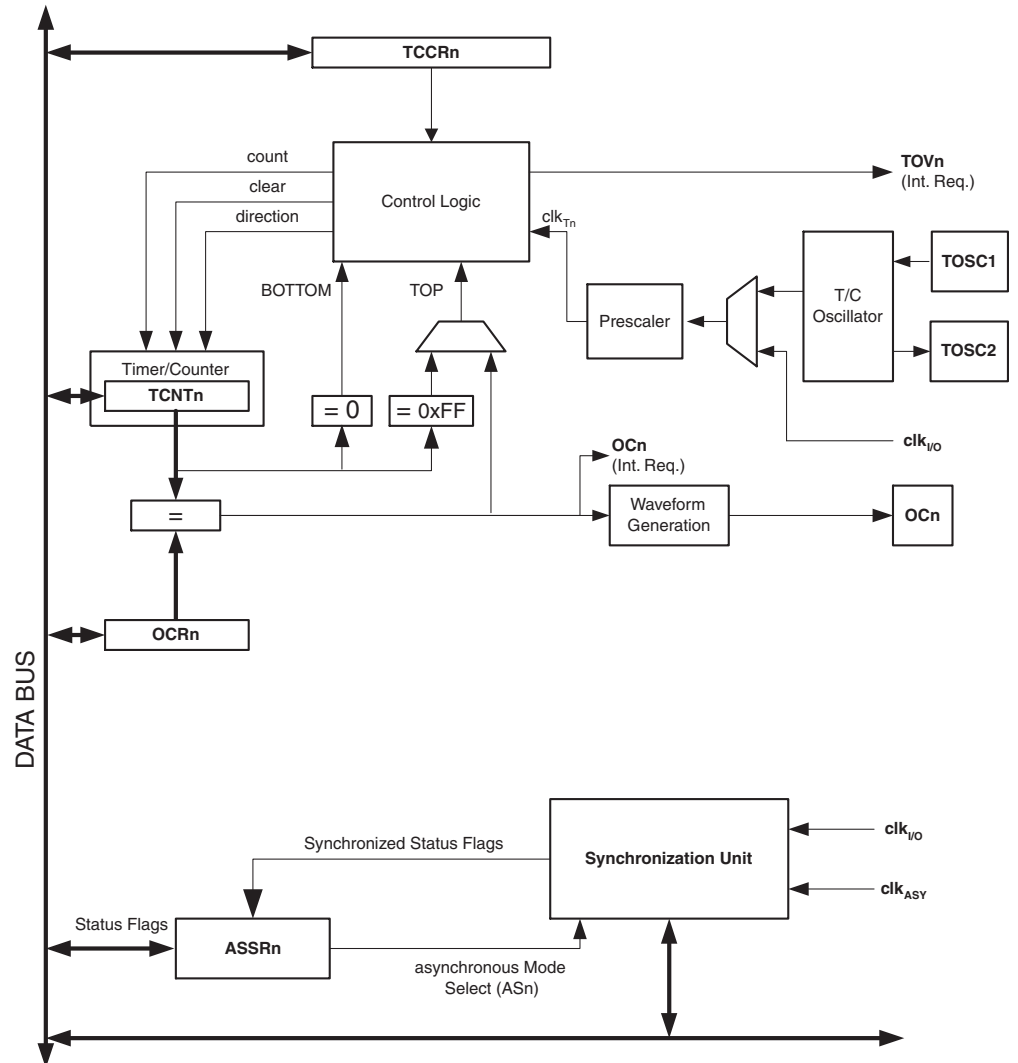 TCCRn
count
clear
direction
Control Logic
TOVn
(Int. Req.)
clkTn
BOTTOM
TOP
Prescaler
T/C
Oscillator
TOSC1
TOSC2
Timer/Counter
TCNTn
= 0
= 0xFF
clkI/O
OCn
(Int. Req.)
=
Waveform
Generation
OCn
OCRn
DATA BUS
Synchronized Status Flags
Synchronization Unit
clkI/O
clkASY
Status Flags
ASSRn
asynchronous Mode
Select (ASn)